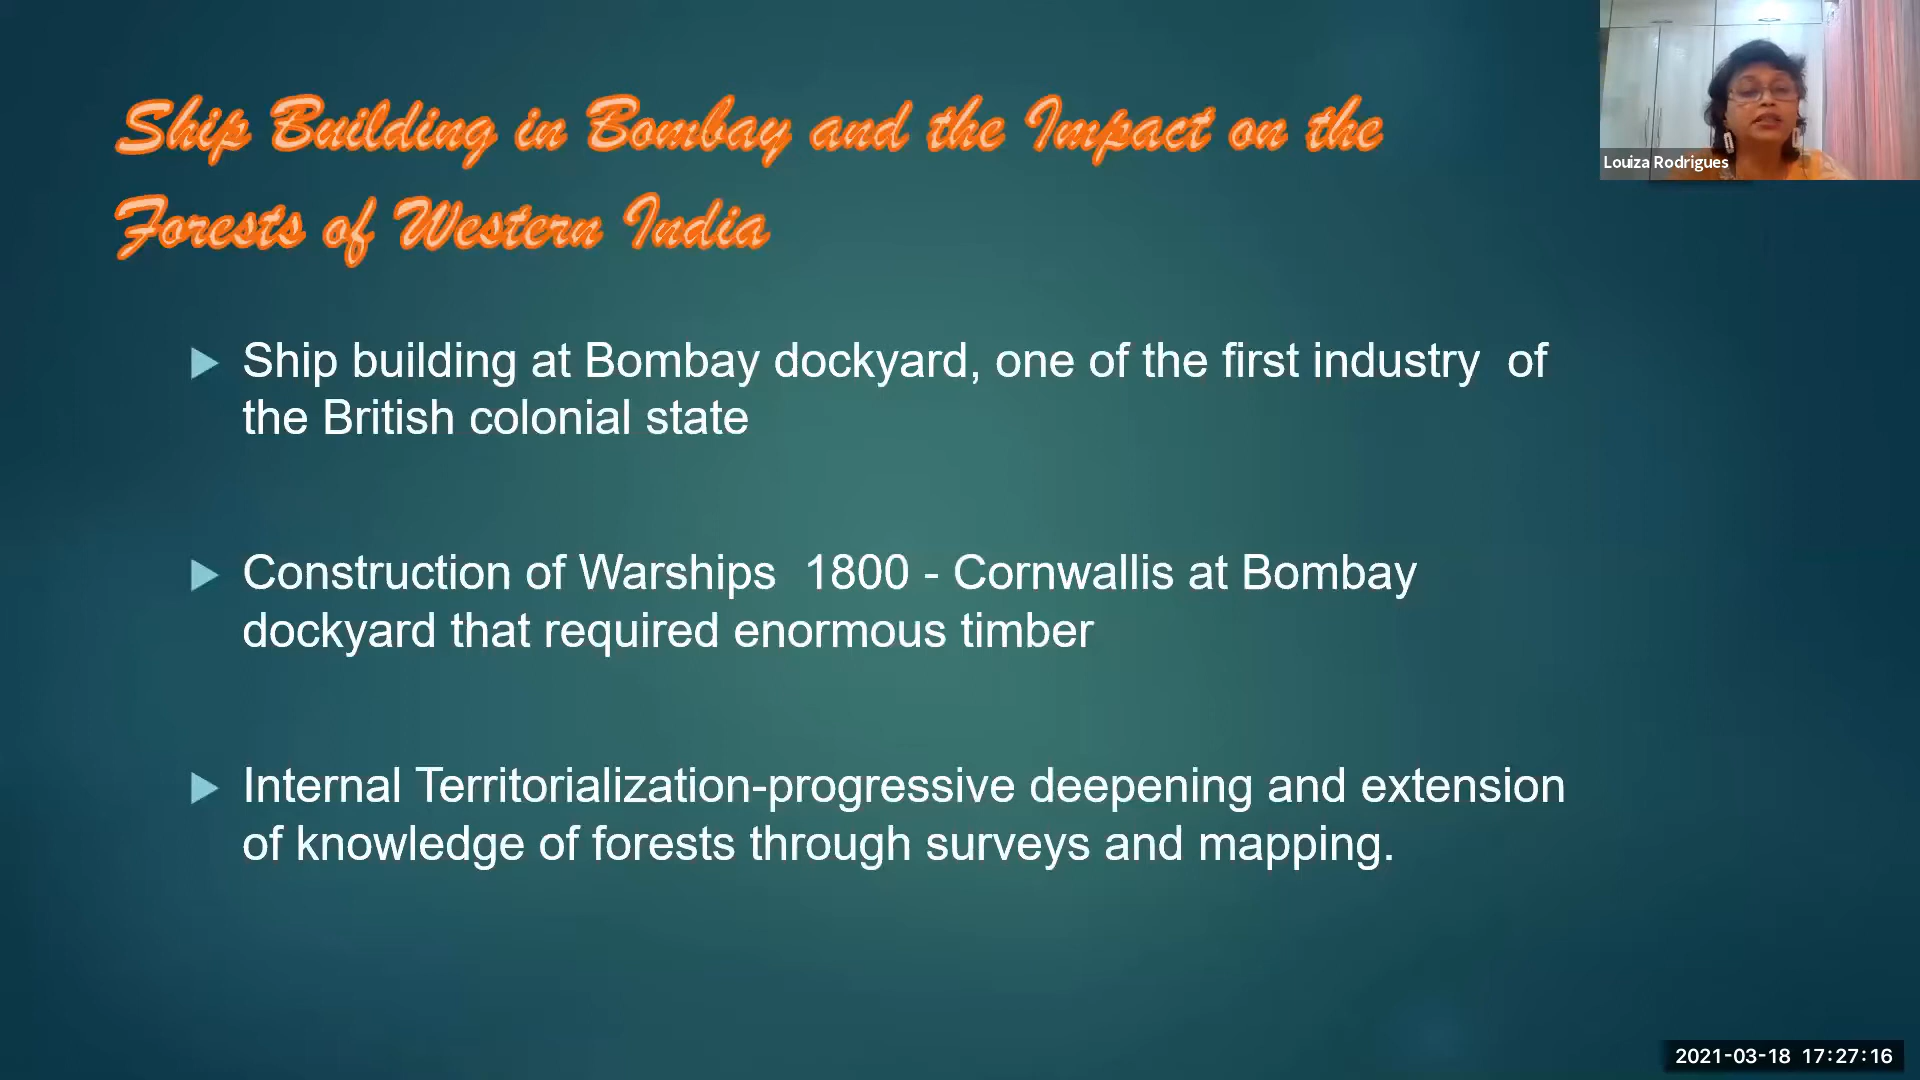 Ship Building in Bombay and the Impact on the
Forests of Western India
Louiza Rodrigues
Ship building at Bombay dockyard, one of the first industry of
the British colonial state
Construction of Warships 1800 - Cornwallis at Bombay
dockyard that required enormous timber
Internal Territorialization-progressive deepening and extension
of knowledge of forests through surveys and mapping.
2021-03-18 17:27:16